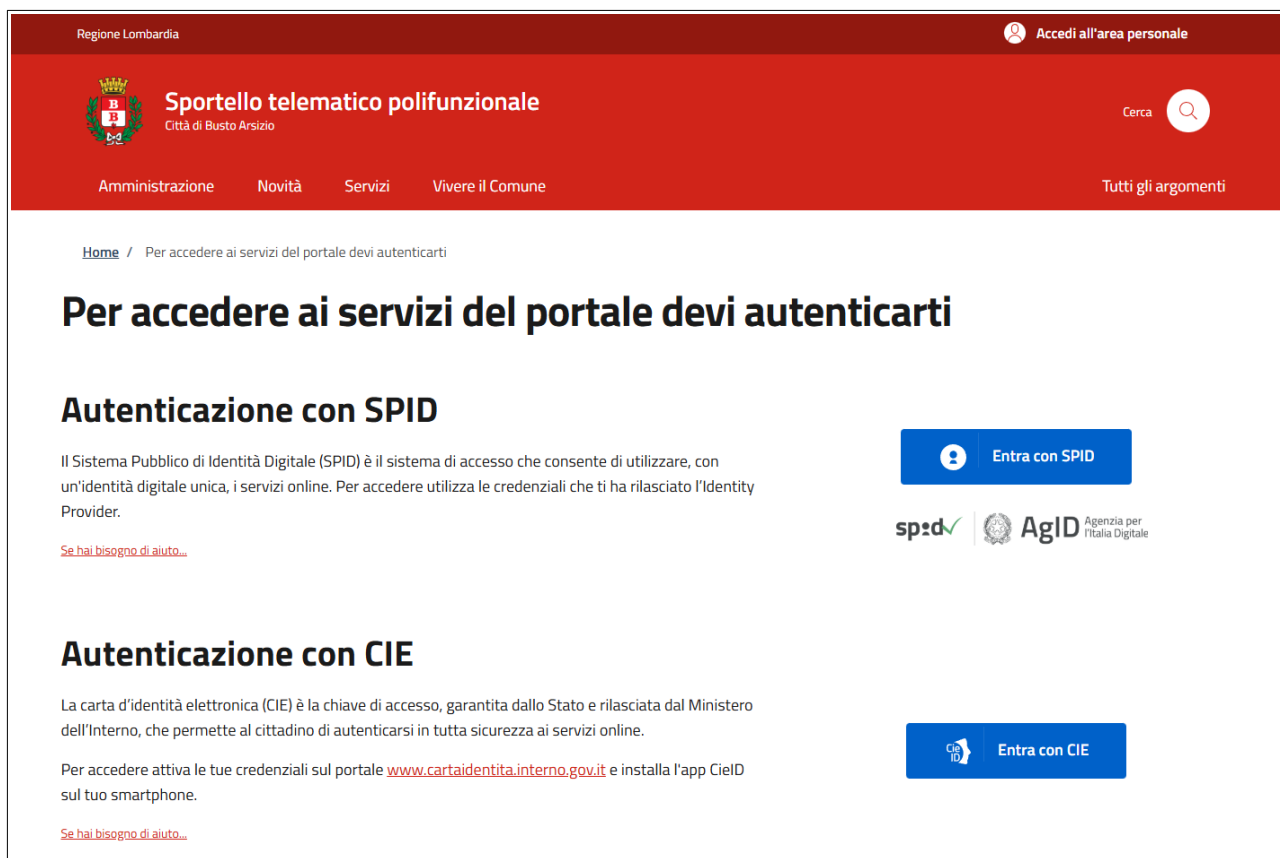 Regione Lombardia
Accedi all'area personale
B
B
Sportello telematico polifunzionale
Città di Busto Arsizio
Cerca
Amministrazione Novità Servizi Vivere il Comune Tutti gli argomenti
Home / Per accedere ai servizi del portale devi autenticarti
Per accedere ai servizi del portale devi autenticarti
Autenticazione con SPID
Il Sistema Pubblico di Identità Digitale (SPID) è il sistema di accesso che consente di utilizzare, con
un'identità digitale unica, i servizi online. Per accedere utilizza le credenziali che ti ha rilasciato l'Identity
Provider.
Se hai bisogno di aiuto...
Entra con SPID
spid
AgID Agenzia per
l'Italia Digitale
Autenticazione con CIE
La carta d'identità elettronica (CIE) è la chiave di accesso, garantita dallo Stato e rilasciata dal Ministero
dell'Interno, che permette al cittadino di autenticarsi in tutta sicurezza ai servizi online.
Per accedere attiva le tue credenziali sul portale www.cartaidentita.interno.gov.it e installa l'app CieID
sul tuo smartphone.
Se hai bisogno di aiuto...
Cie
ID
Entra con CIE